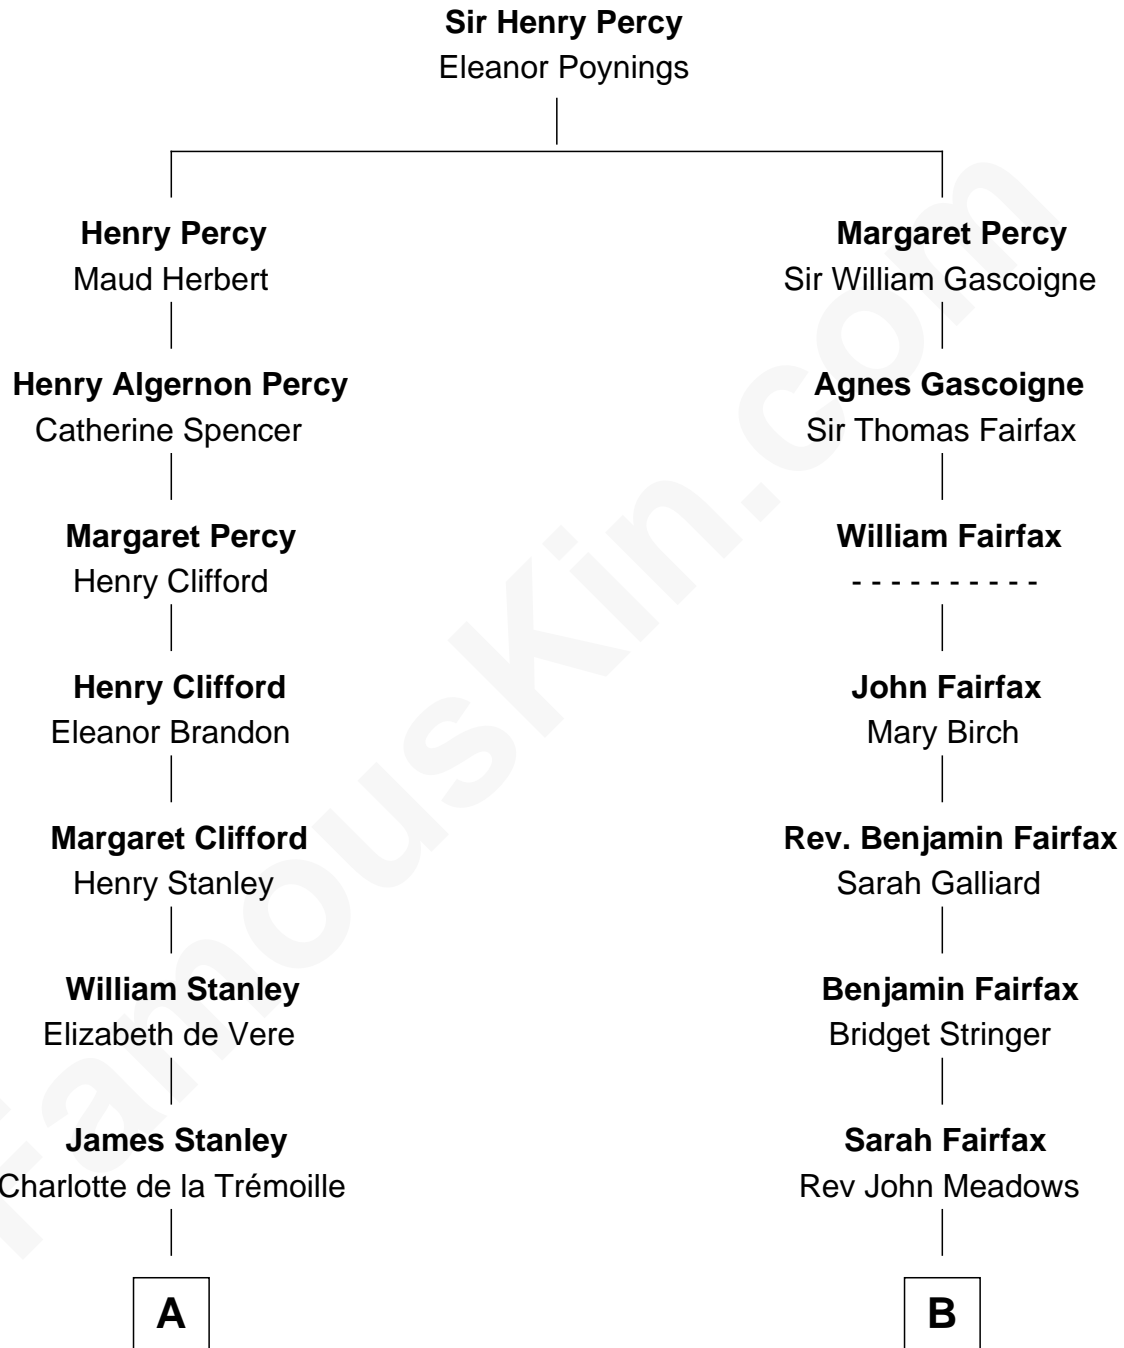 Sir Henry Percy
Eleanor Poynings
Henry Percy
Maud Herbert
Margaret Percy
Sir William Gascoigne
Henry Algernon Percy
Catherine Spencer
Agnes Gascoigne
Sir Thomas Fairfax
Margaret Percy
Henry Clifford
William Fairfax
- - - - - - - - - -
Henry Clifford
Eleanor Brandon
John Fairfax
Mary Birch
Margaret Clifford
Henry Stanley
Rev. Benjamin Fairfax
Sarah Galliard
William Stanley
Elizabeth de Vere
Benjamin Fairfax
Bridget Stringer
James Stanley
Charlotte de la Trémoille
Sarah Fairfax
Rev John Meadows
A
B
FamousKin.com